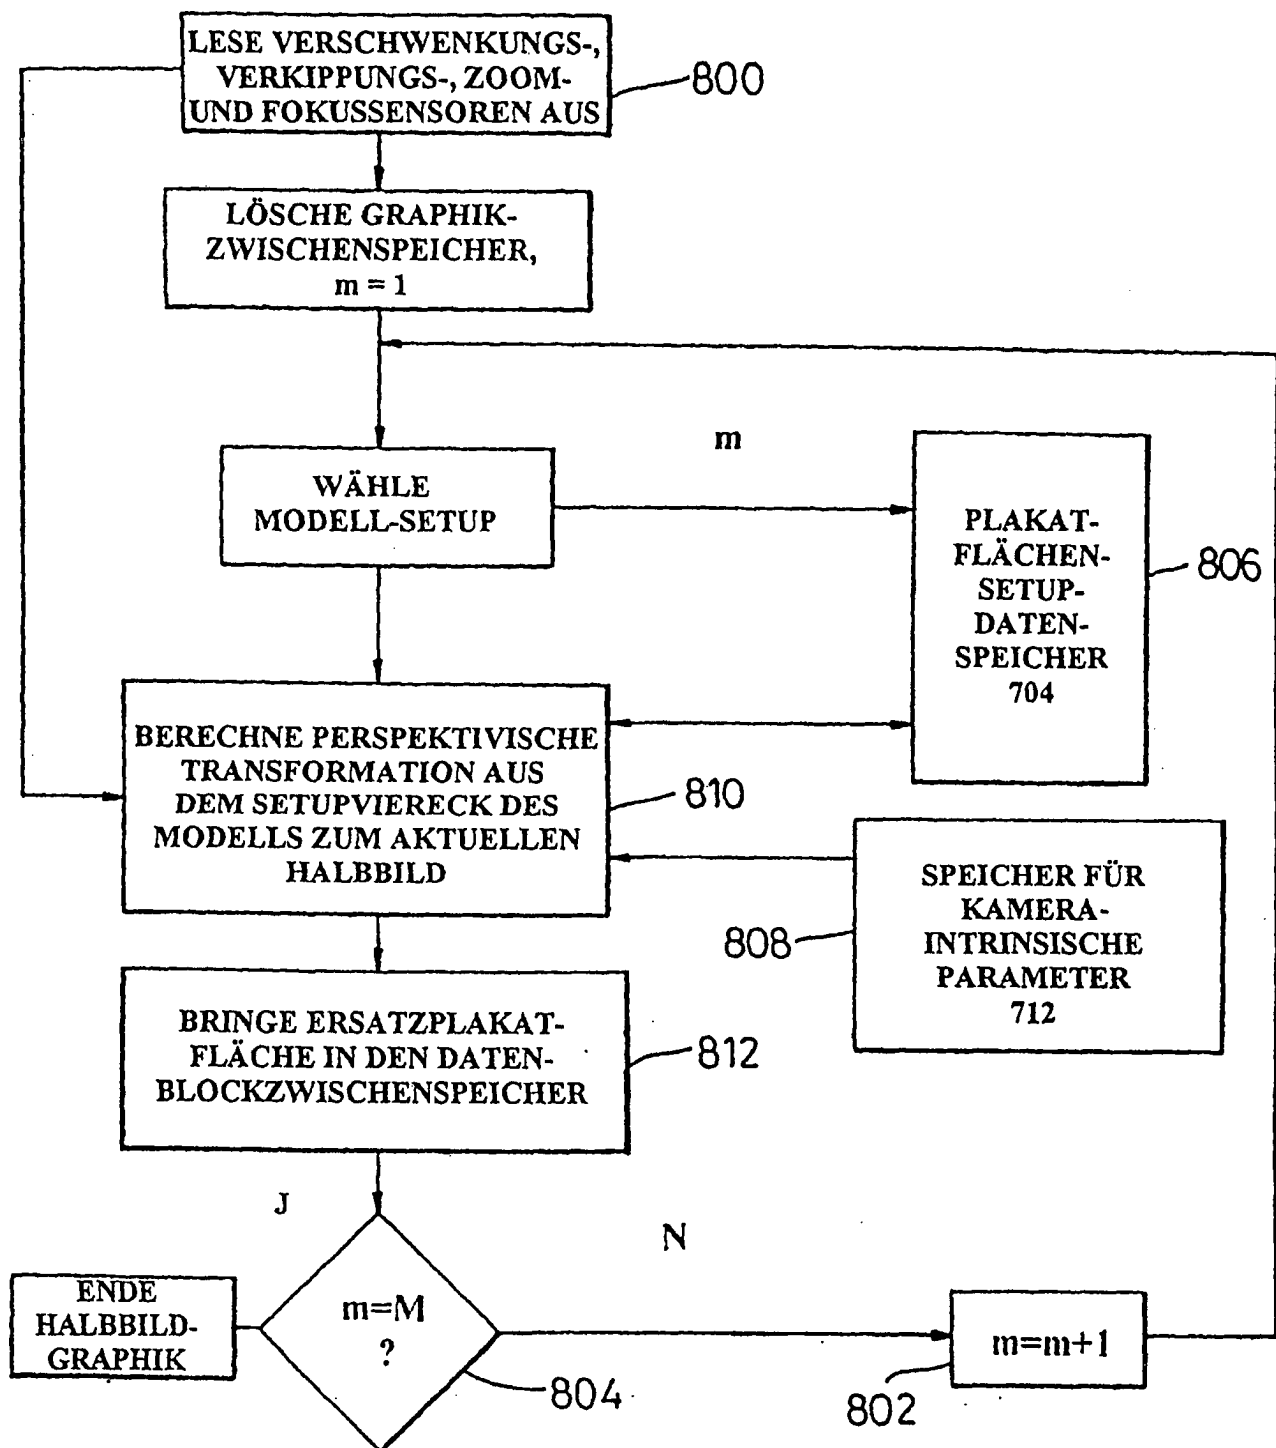 LESE VERSCHWENKUNGS-,
VERKIPPUNGS-, ZOOM-
UND FOKUSSENSOREN AUS
800
LÖSCHE GRAPHIK-
ZWISCHENSPEICHER,
m = 1
WÄHLE
MODELL-SETUP
m
PLAKAT-
FLÄCHEN-
SETUP-
DATEN-
SPEICHER
704
806
BERECHNE PERSPEKTIVISCHE
TRANSFORMATION AUS
DEM SETUPVIERECK DES
MODELLS ZUM AKTUELLEN
HALBBILD
810
SPEICHER FÜR
KAMERA-
INTRINSISCHE
PARAMETER
712
808
BRINGE ERSATZPLAKAT-
FLÄCHE IN DEN DATEN-
BLOCKZWISCHENSPEICHER
812
J
N
ENDE
HALBBILD-
GRAPHIK
m=M
?
804
m=m+1
802